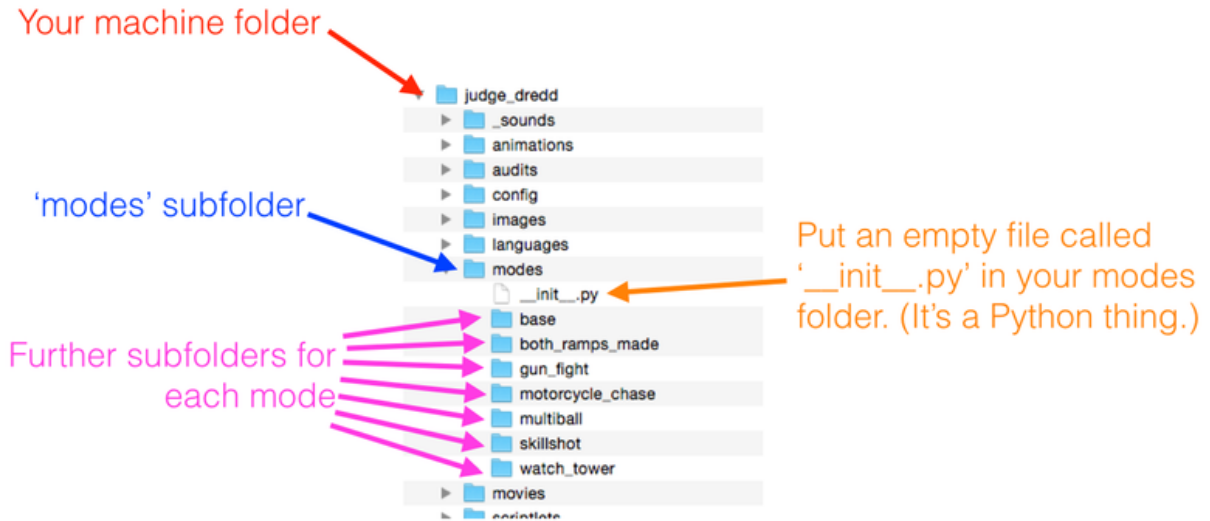 Your machine folder
judge_dredd
_sounds
animations
audits
config
‘modes’ subfolder
images
languages
modes
Put an empty file called
‘__init__.py’ in your modes
folder. (It’s a Python thing.)
__init__.py
base
both_ramps_made
Further subfolders for
each mode
gun_fight
motorcycle_chase
multiball
skillshot
watch_tower
movies